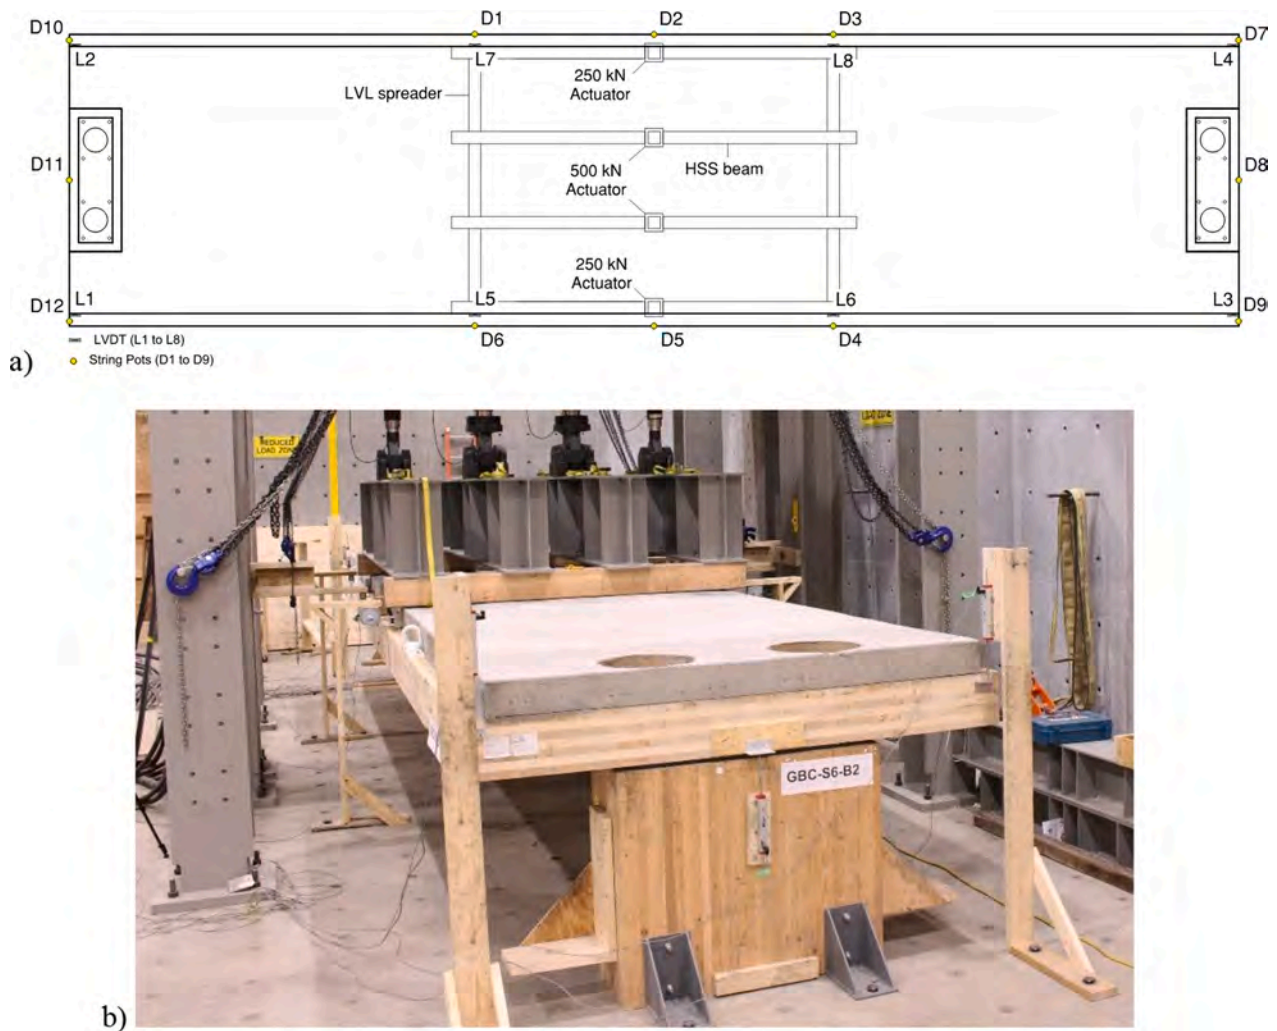 D10
D1
D2
D3
D7
L2
L7
L8
L4
250 kN
Actuator
LVL spreader
D11
500 kN
Actuator
HSS beam
D8
250 kN
Actuator
D12
L1
L5
L6
L3
D9
D6
D5
D4
LVDT (L1 to L8)
String Pots (D1 to D9)
a)
REDUCED
LOAD ZONE
GBC-S6-B2
b)